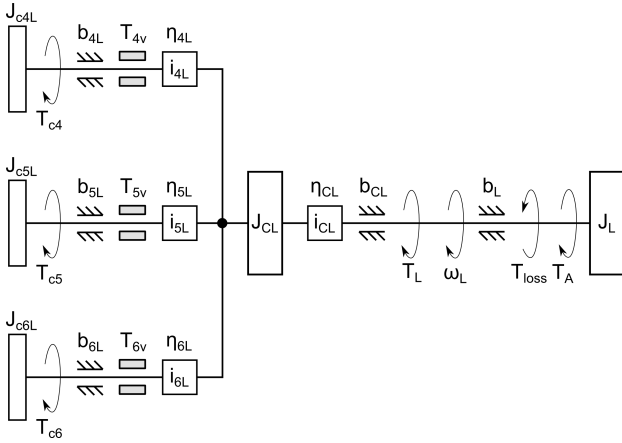 J_c4L
b_4L T_4v η_4L
i_4L
T_c4
J_c5L
b_5L T_5v η_5L
i_5L
T_c5
J_CL
η_CL
i_CL
b_CL
T_L
ω_L
b_L
T_loss
T_A
J_L
J_c6L
b_6L T_6v η_6L
i_6L
T_c6